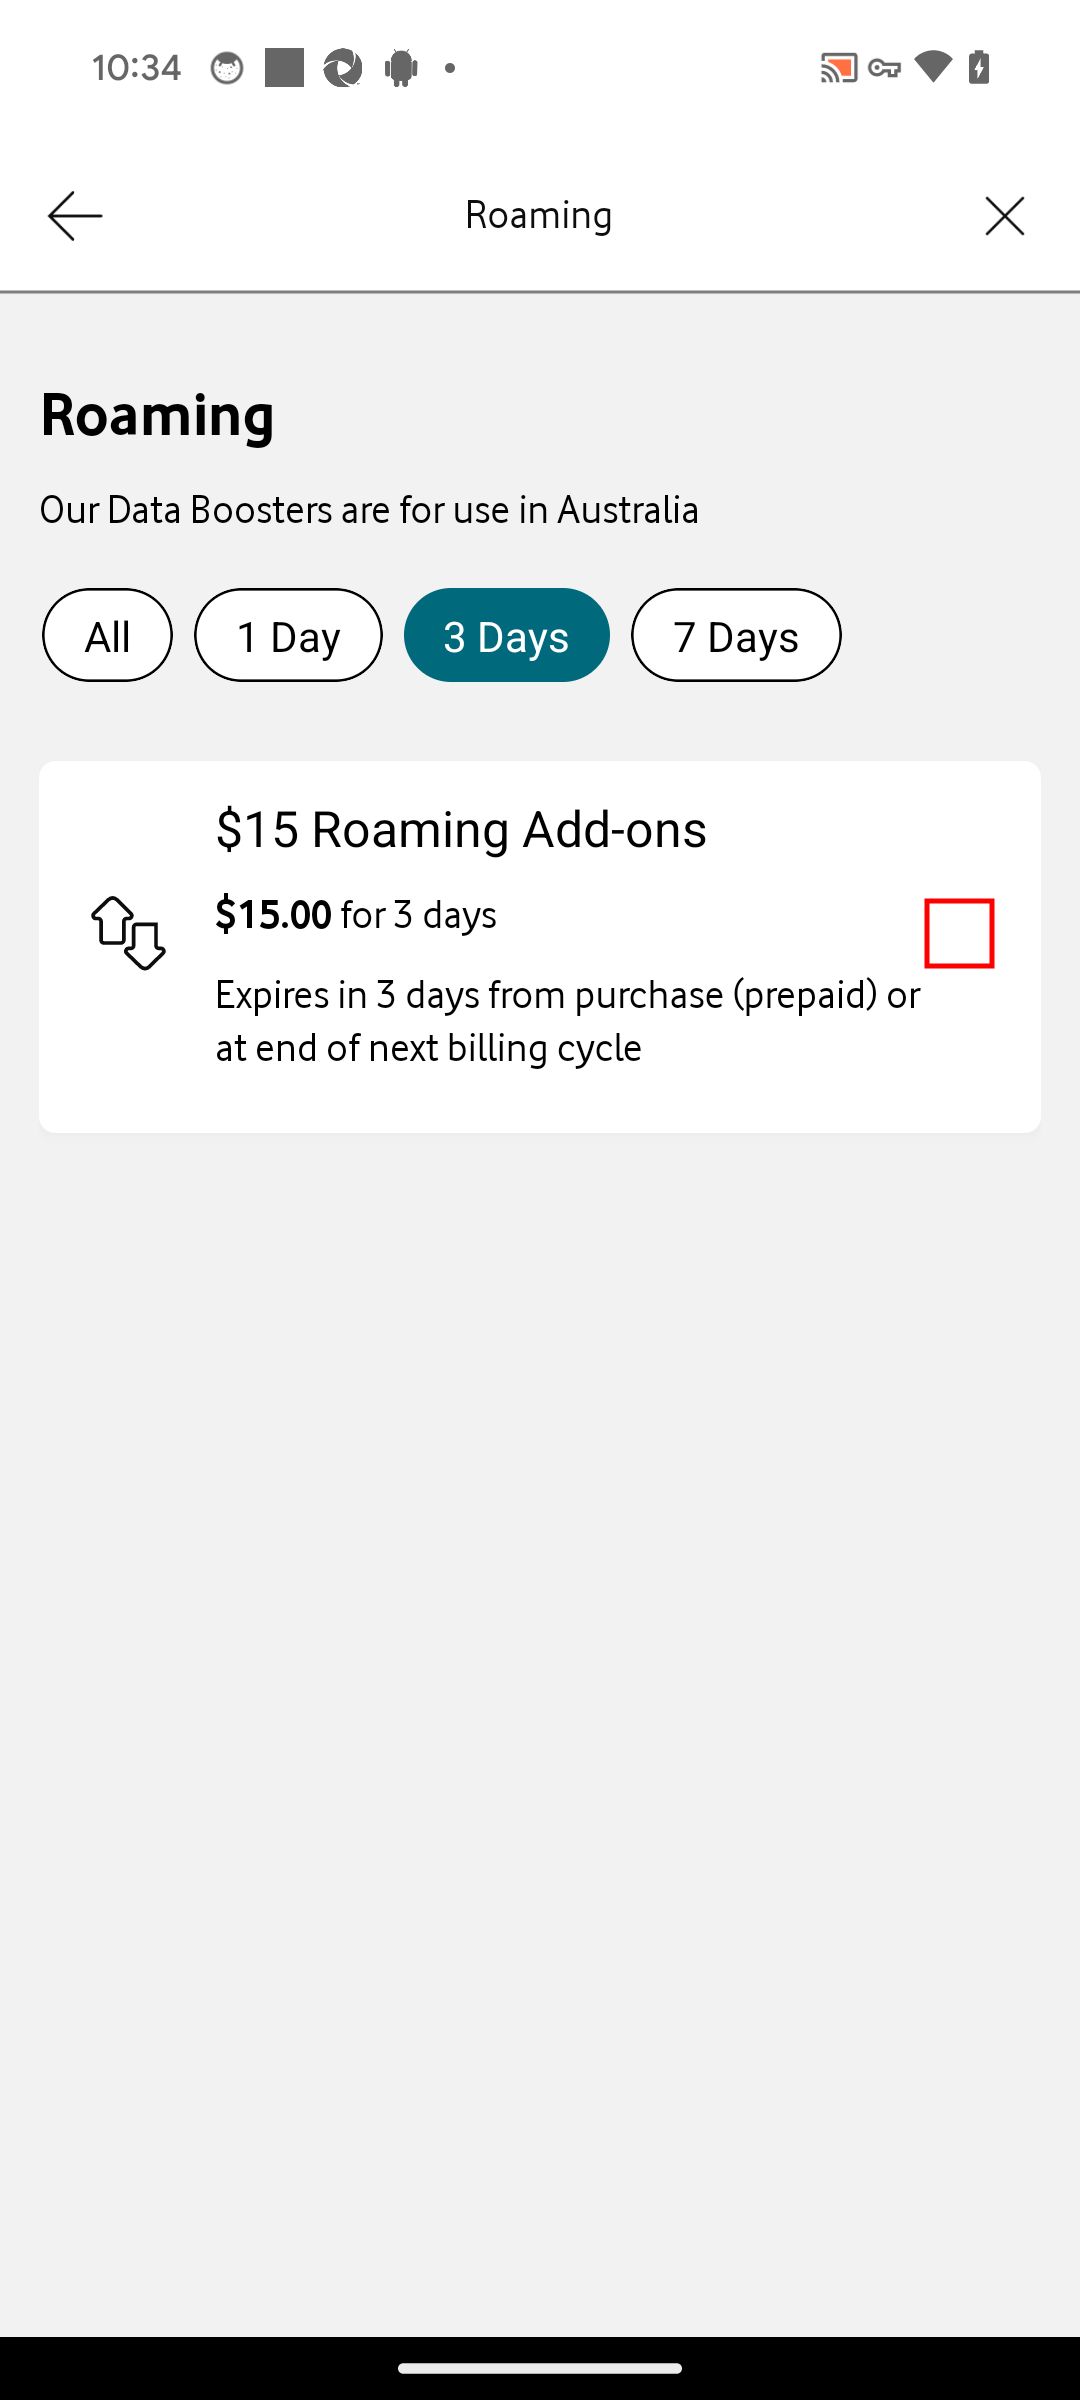 10:34
Roaming
Roaming
Our Data Boosters are for use in Australia
All
1 Day
3 Days
7 Days
$15 Roaming Add-ons
$15.00 for 3 days
Expires in 3 days from purchase (prepaid) or
at end of next billing cycle